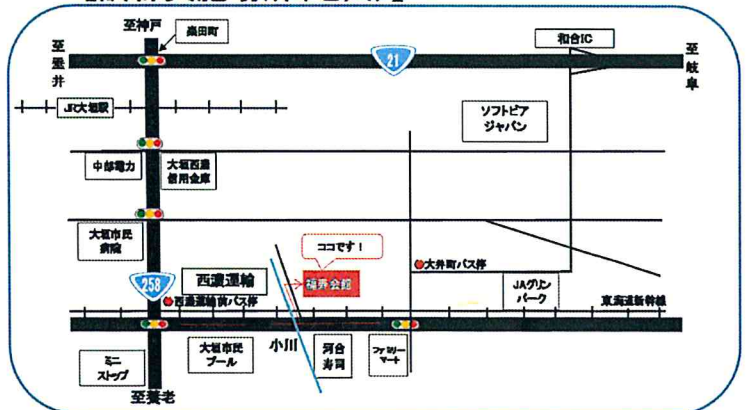 至神戸
桑田町
和合IC
至
垂
井
21
至
岐
阜
JR大垣駅
ソフトピア
ジャパン
中部電力
大垣西濃
信用金庫
大垣市民
病院
ココです！
大井町バス停
258
西濃運輸
会館
JAグリン
パーク
西濃運輸前バス停
東海道新幹線
ミニ
ストップ
大垣市民
プール
小川
河合
寿司
ファミリー
マート
至養老